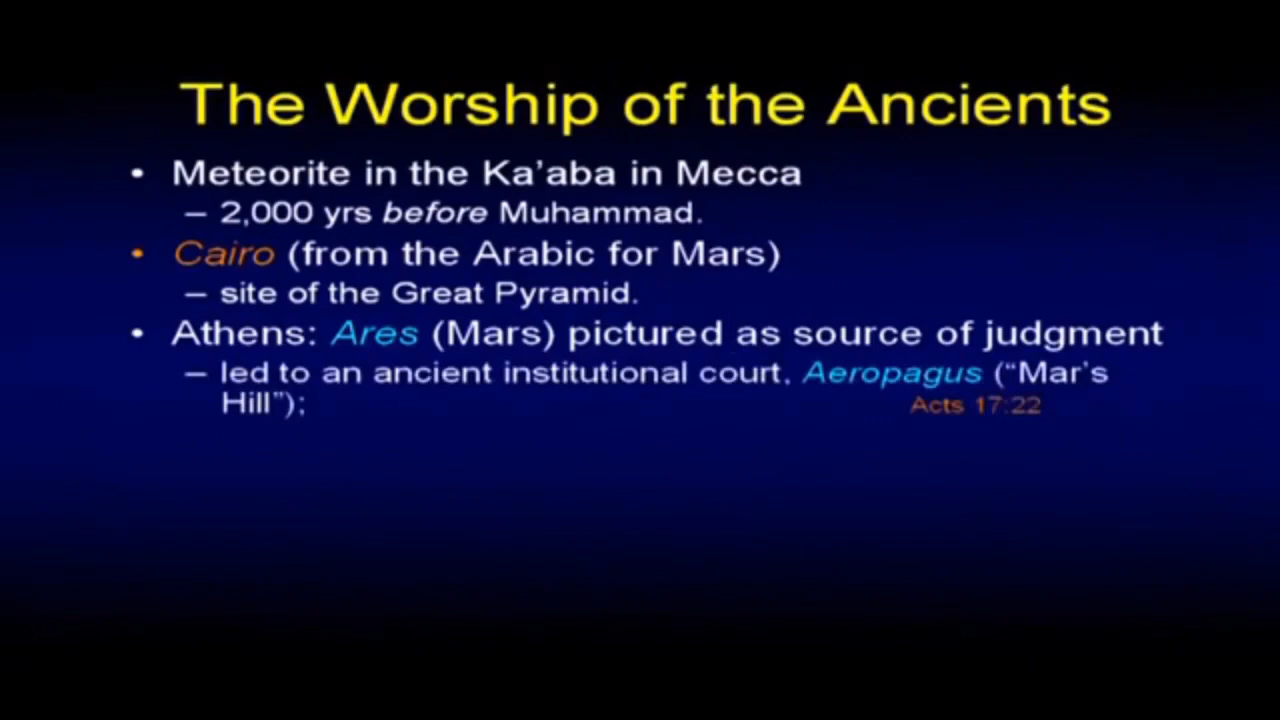 The Worship of the Ancients
• Meteorite in the Ka’aba in Mecca
– 2,000 yrs before Muhammad.
• Cairo (from the Arabic for Mars)
– site of the Great Pyramid.
• Athens: Ares (Mars) pictured as source of judgment
– led to an ancient institutional court, Aeropagus (“Mar’s
Hill”); Acts 17:22